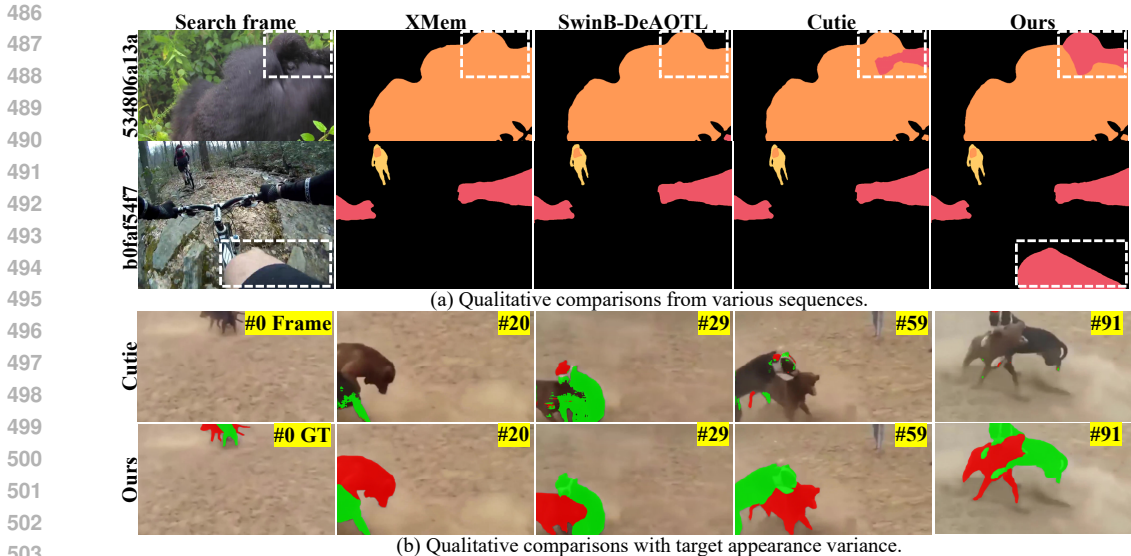 486
487
488
489
490
491
492
493
494
495
496
497
498
499
500
501
502
503
Search frame XMem SwinB-DeAOTL Cutie Ours
534806a13a
b0faf54f7
(a) Qualitative comparisons from various sequences.
Cutie #0 Frame #20 #29 #59 #91
Ours #0 GT #20 #29 #59 #91
(b) Qualitative comparisons with target appearance variance.